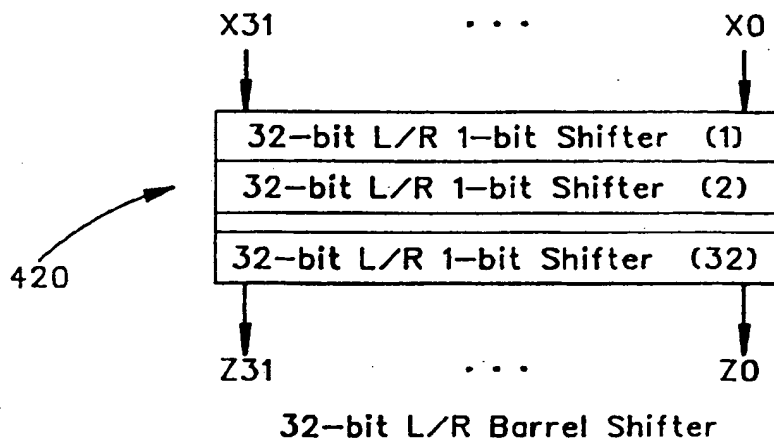 X31 ... X0
32-bit L/R 1-bit Shifter (1)
32-bit L/R 1-bit Shifter (2)
32-bit L/R 1-bit Shifter (32)
420
Z31 ... Z0
32-bit L/R Barrel Shifter